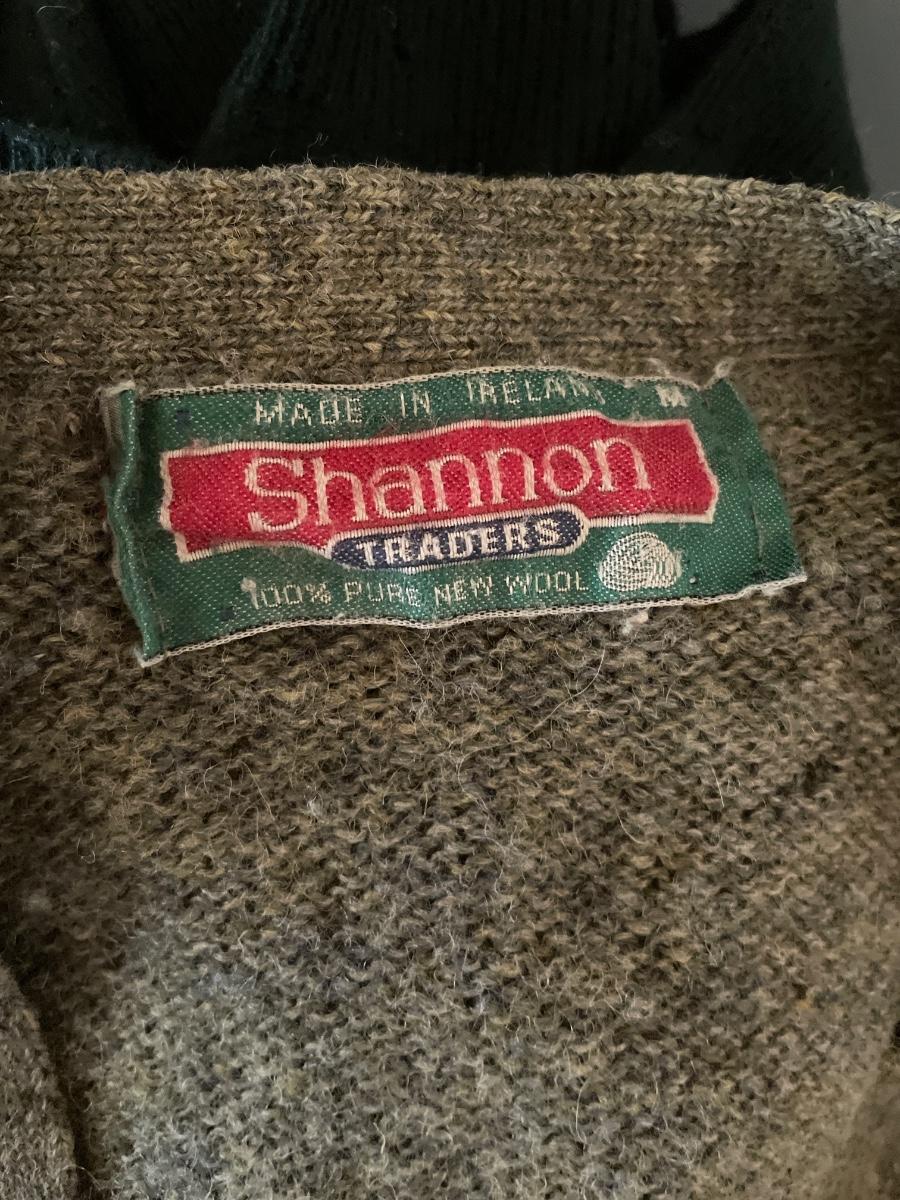 MADE IN IRELAND M
Shannon
TRADERS
100% PURE NEW WOOL